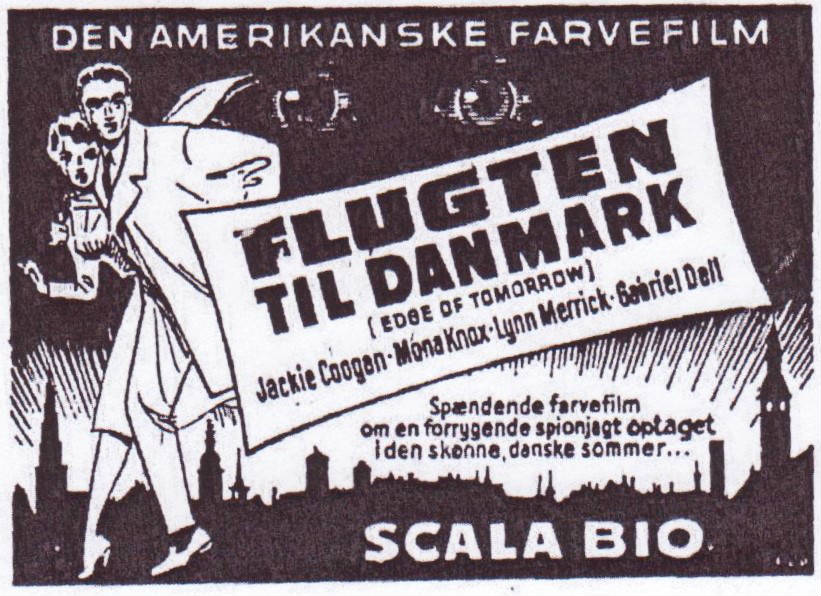 DEN AMERIKANSKE FARVEFILM
FLUGTEN
TIL DANMARK
(EDGE OF TOMORROW)
Jackie Coogan · Mona Knox · Lynn Merrick · Gabriel Dell
Spændende farvefilm
om en forrygende spionjagt optaget
i den skønne, danske sommer...
SCALA BIO